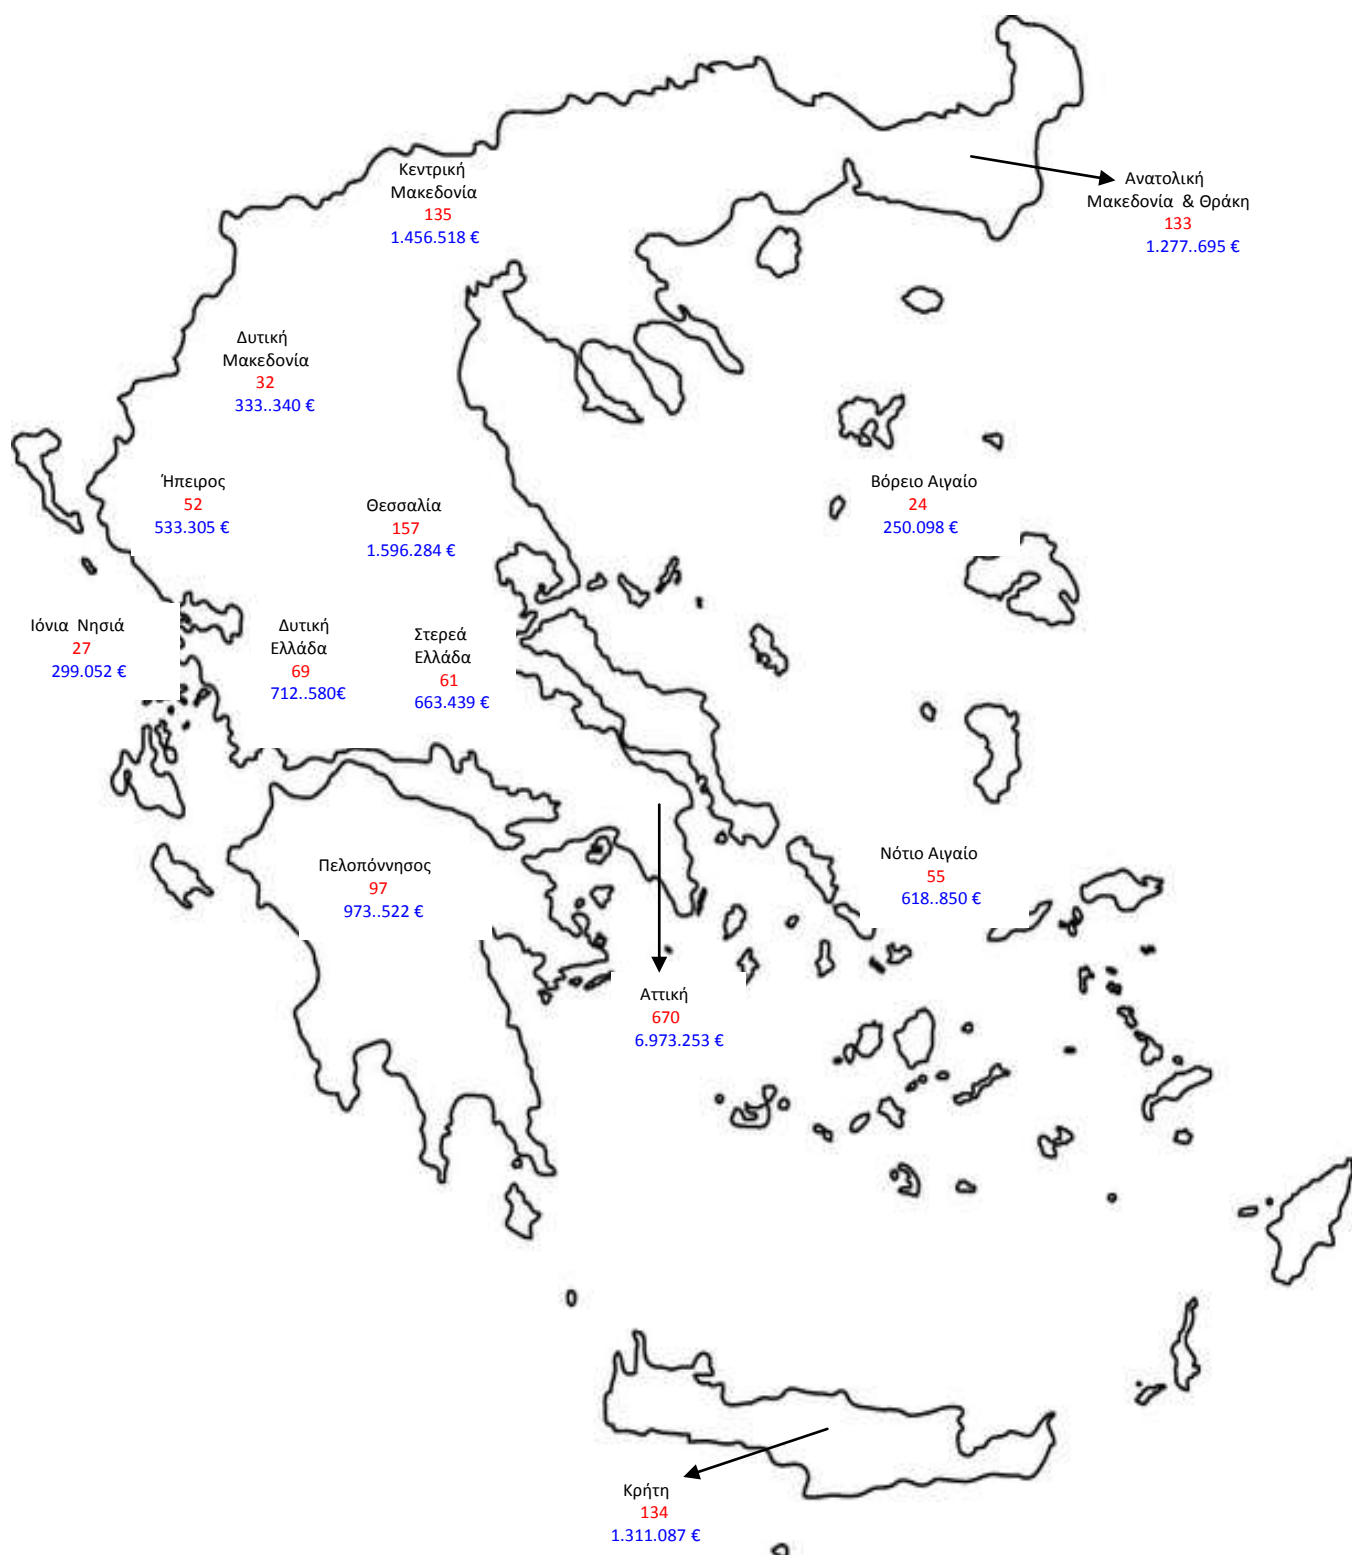 Κεντρική
Μακεδονία
135
1.456.518 €
Ανατολική
Μακεδονία & Θράκη
133
1.277..695 €
Δυτική
Μακεδονία
32
333..340 €
Ήπειρος
52
533.305 €
Θεσσαλία
157
1.596.284 €
Βόρειο Αιγαίο
24
250.098 €
Ιόνια Νησιά
27
299.052 €
Δυτική
Ελλάδα
69
712..580€
Στερεά
Ελλάδα
61
663.439 €
Πελοπόννησος
97
973..522 €
Νότιο Αιγαίο
55
618..850 €
Αττική
670
6.973.253 €
Κρήτη
134
1.311.087 €